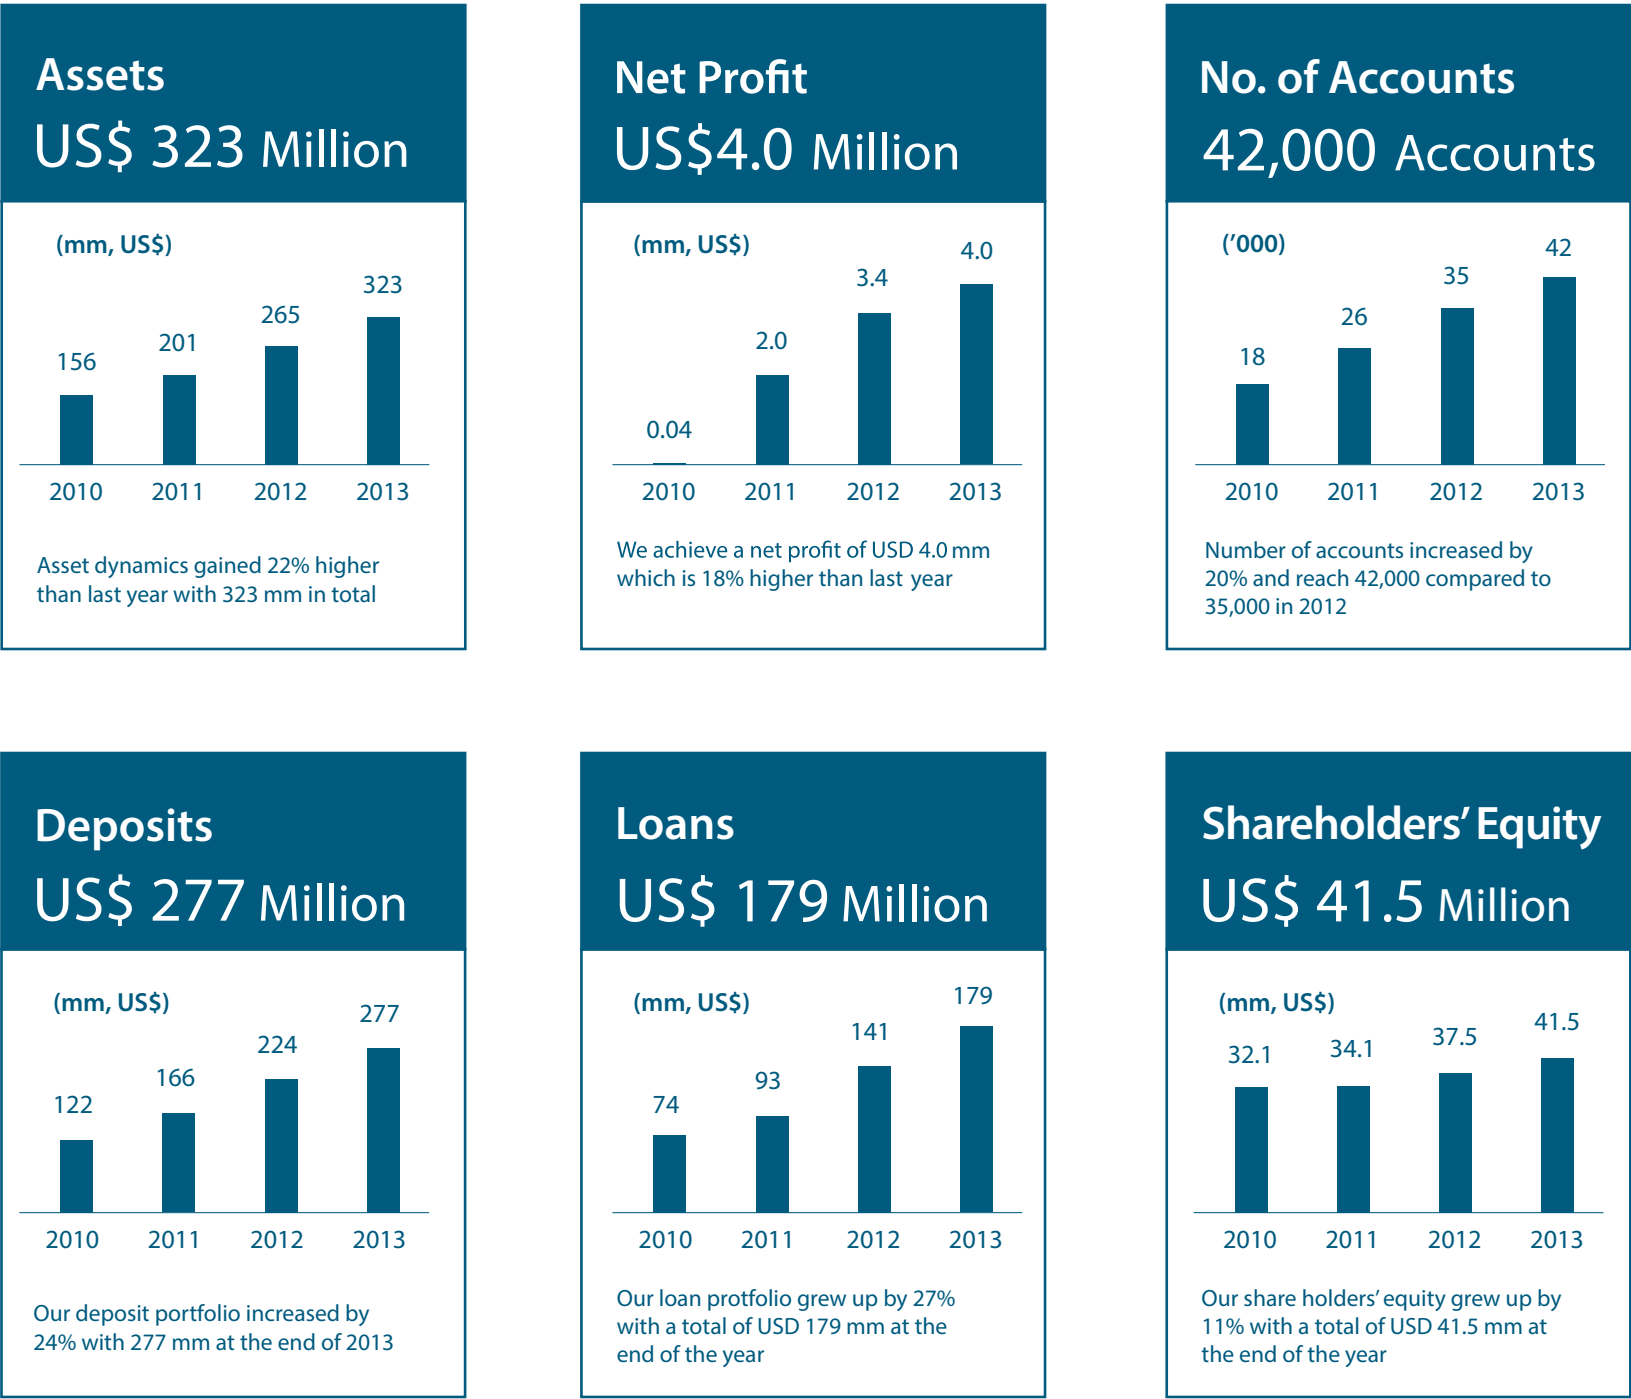 Assets
US$ 323 Million
(mm, US$)
323
265
201
156
2010 2011 2012 2013
Asset dynamics gained 22% higher
than last year with 323 mm in total
Net Profit
US$4.0 Million
(mm, US$)
4.0
3.4
2.0
0.04
2010 2011 2012 2013
We achieve a net profit of USD 4.0 mm
which is 18% higher than last year
No. of Accounts
42,000 Accounts
('000)
42
35
26
18
2010 2011 2012 2013
Number of accounts increased by
20% and reach 42,000 compared to
35,000 in 2012
Deposits
US$ 277 Million
(mm, US$)
277
224
166
122
2010 2011 2012 2013
Our deposit portfolio increased by
24% with 277 mm at the end of 2013
Loans
US$ 179 Million
(mm, US$)
179
141
93
74
2010 2011 2012 2013
Our loan protfolio grew up by 27%
with a total of USD 179 mm at the
end of the year
Shareholders' Equity
US$ 41.5 Million
(mm, US$)
41.5
37.5
34.1
32.1
2010 2011 2012 2013
Our share holders' equity grew up by
11% with a total of USD 41.5 mm at
the end of the year